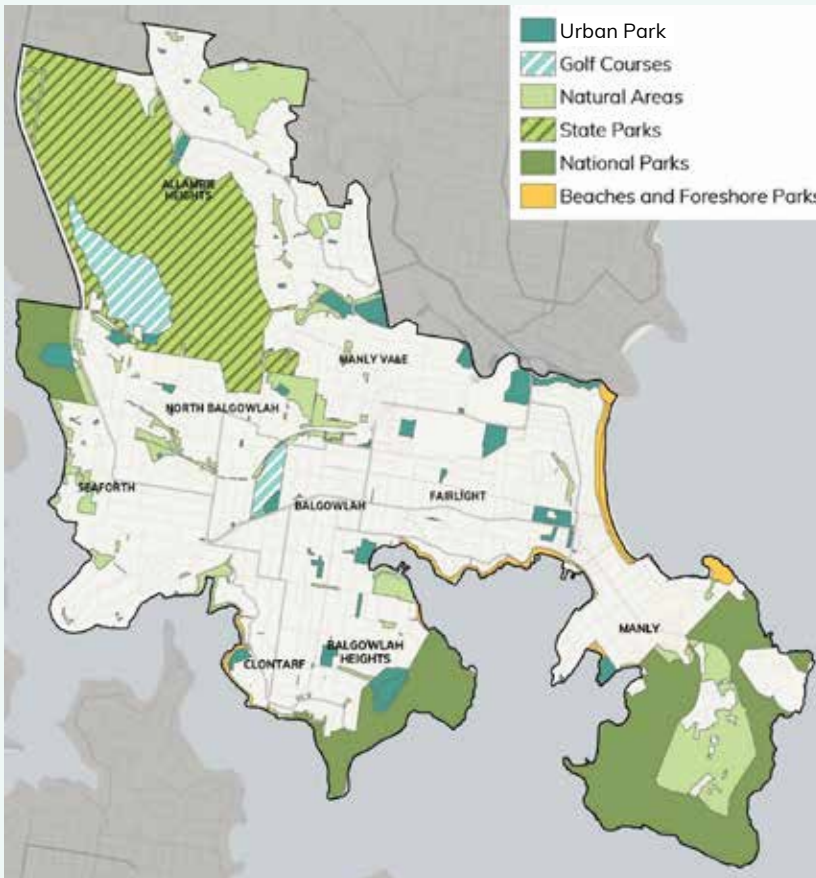 Urban Park
Golf Courses
Natural Areas
State Parks
National Parks
Beaches and Foreshore Parks
ALLAMBIE
HEIGHTS
MANLY VALE
NORTH BALGOWLAH
SEAFORTH
BALGOWLAH
FAIRLIGHT
MANLY
BALGOWLAH
HEIGHTS
CLONTARF